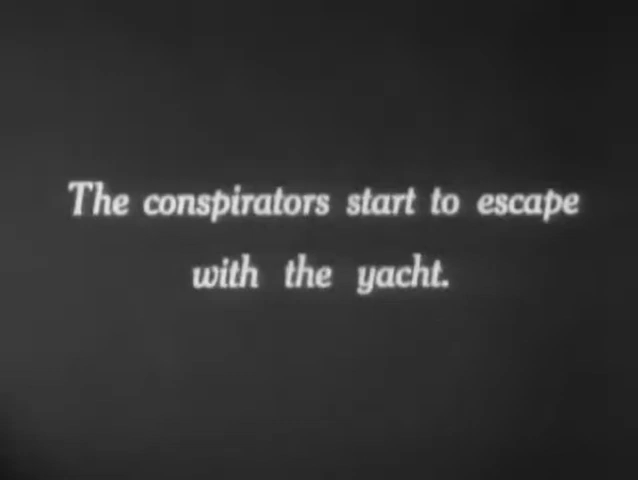 The conspirators start to escape
with the yacht.